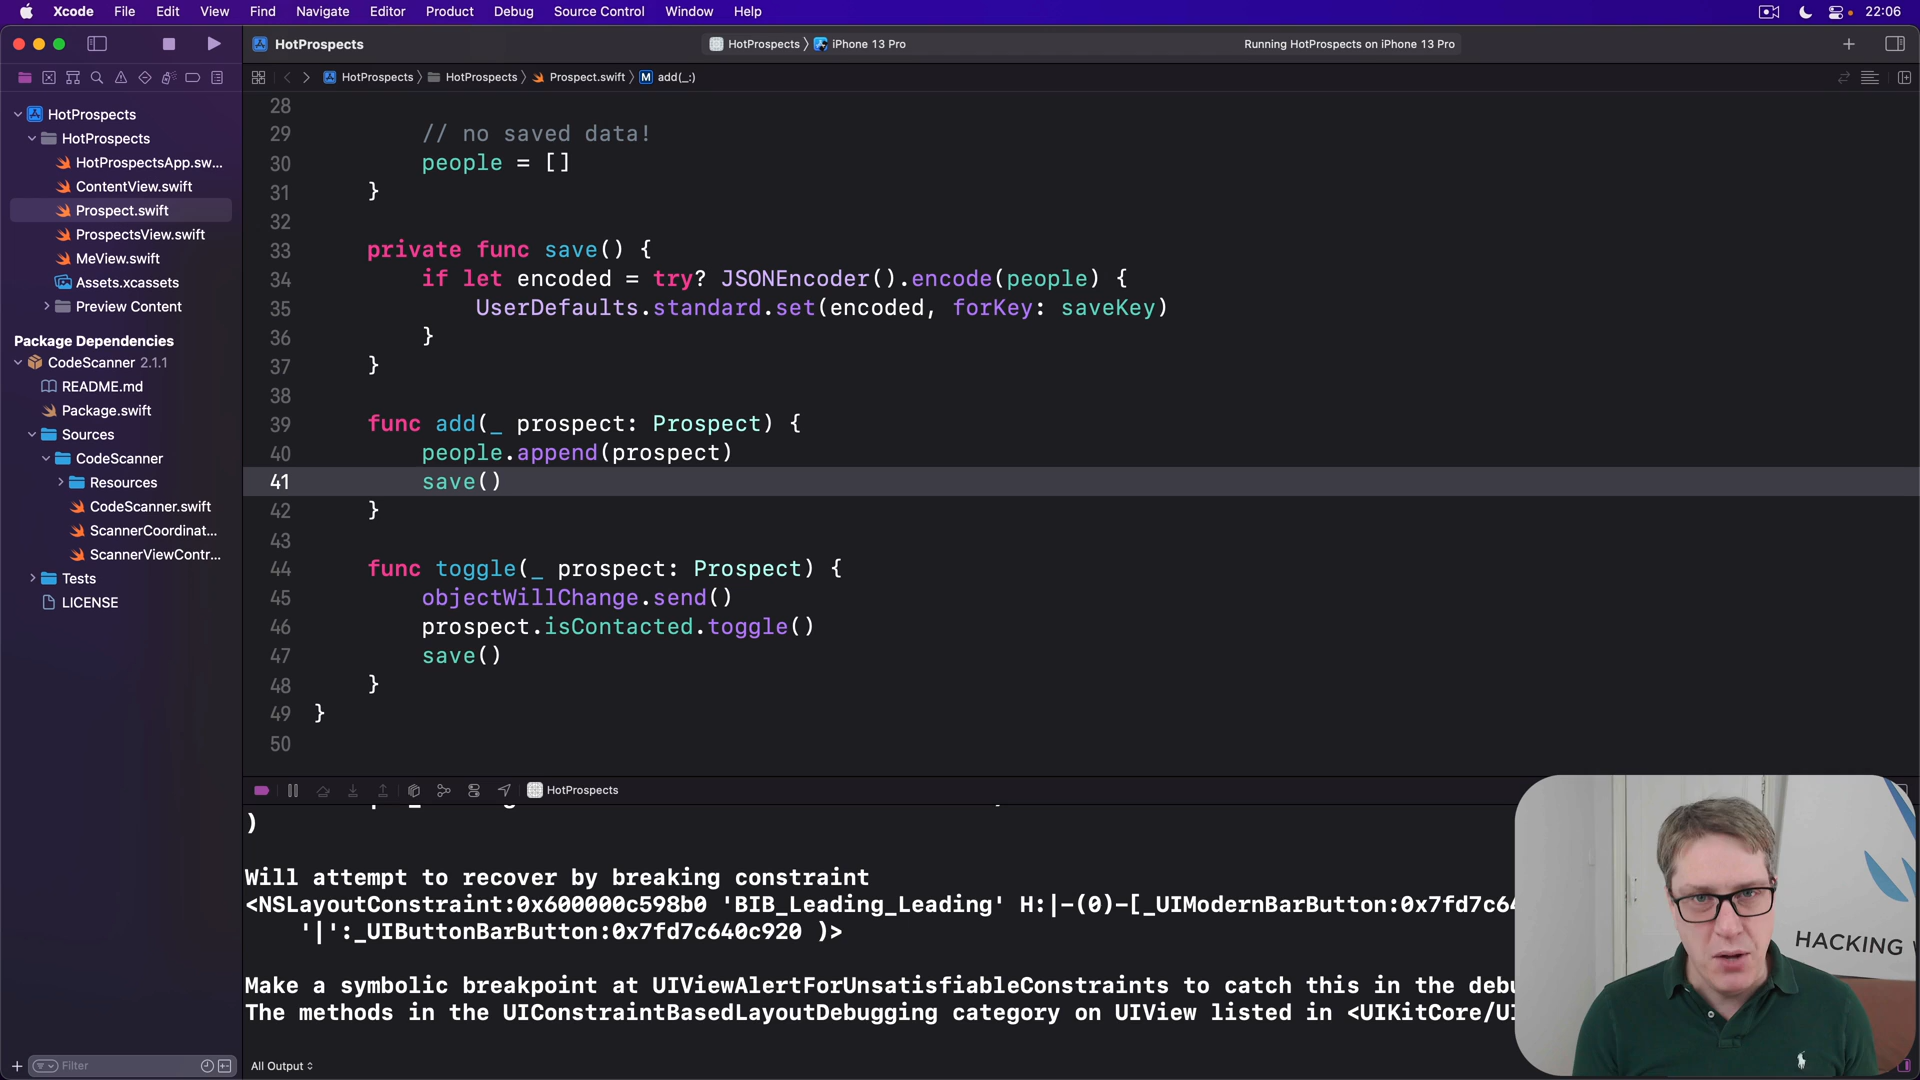 Xcode File Edit View Find Navigate Editor Product Debug Source Control Window Help 22:06
HotProspects HotProspects iPhone 13 Pro Running HotProspects on iPhone 13 Pro
HotProspects HotProspects Prospect.swift M add(_:)
HotProspects
HotProspects
HotProspectsApp.sw...
ContentView.swift
Prospect.swift
ProspectsView.swift
MeView.swift
Assets.xcassets
Preview Content
Package Dependencies
CodeScanner 2.1.1
README.md
Package.swift
Sources
CodeScanner
Resources
CodeScanner.swift
ScannerCoordinat...
ScannerViewContr...
Tests
LICENSE
Filter
28
29 // no saved data!
30 people = []
31 }
32
33 private func save() {
34 if let encoded = try? JSONEncoder().encode(people) {
35 UserDefaults.standard.set(encoded, forKey: saveKey)
36 }
37 }
38
39 func add(_ prospect: Prospect) {
40 people.append(prospect)
41 save()
42 }
43
44 func toggle(_ prospect: Prospect) {
45 objectWillChange.send()
46 prospect.isContacted.toggle()
47 save()
48 }
49 }
50
HotProspects
)
Will attempt to recover by breaking constraint
<NSLayoutConstraint:0x600000c598b0 'BIB_Leading_Leading' H:|-(0)-[_UIModernBarButton:0x7fd7c64
'|':_UIButtonBarButton:0x7fd7c640c920 )>
Make a symbolic breakpoint at UIViewAlertForUnsatisfiableConstraints to catch this in the debu
The methods in the UIConstraintBasedLayoutDebugging category on UIView listed in <UIKitCore/UI
All Output
HACKING